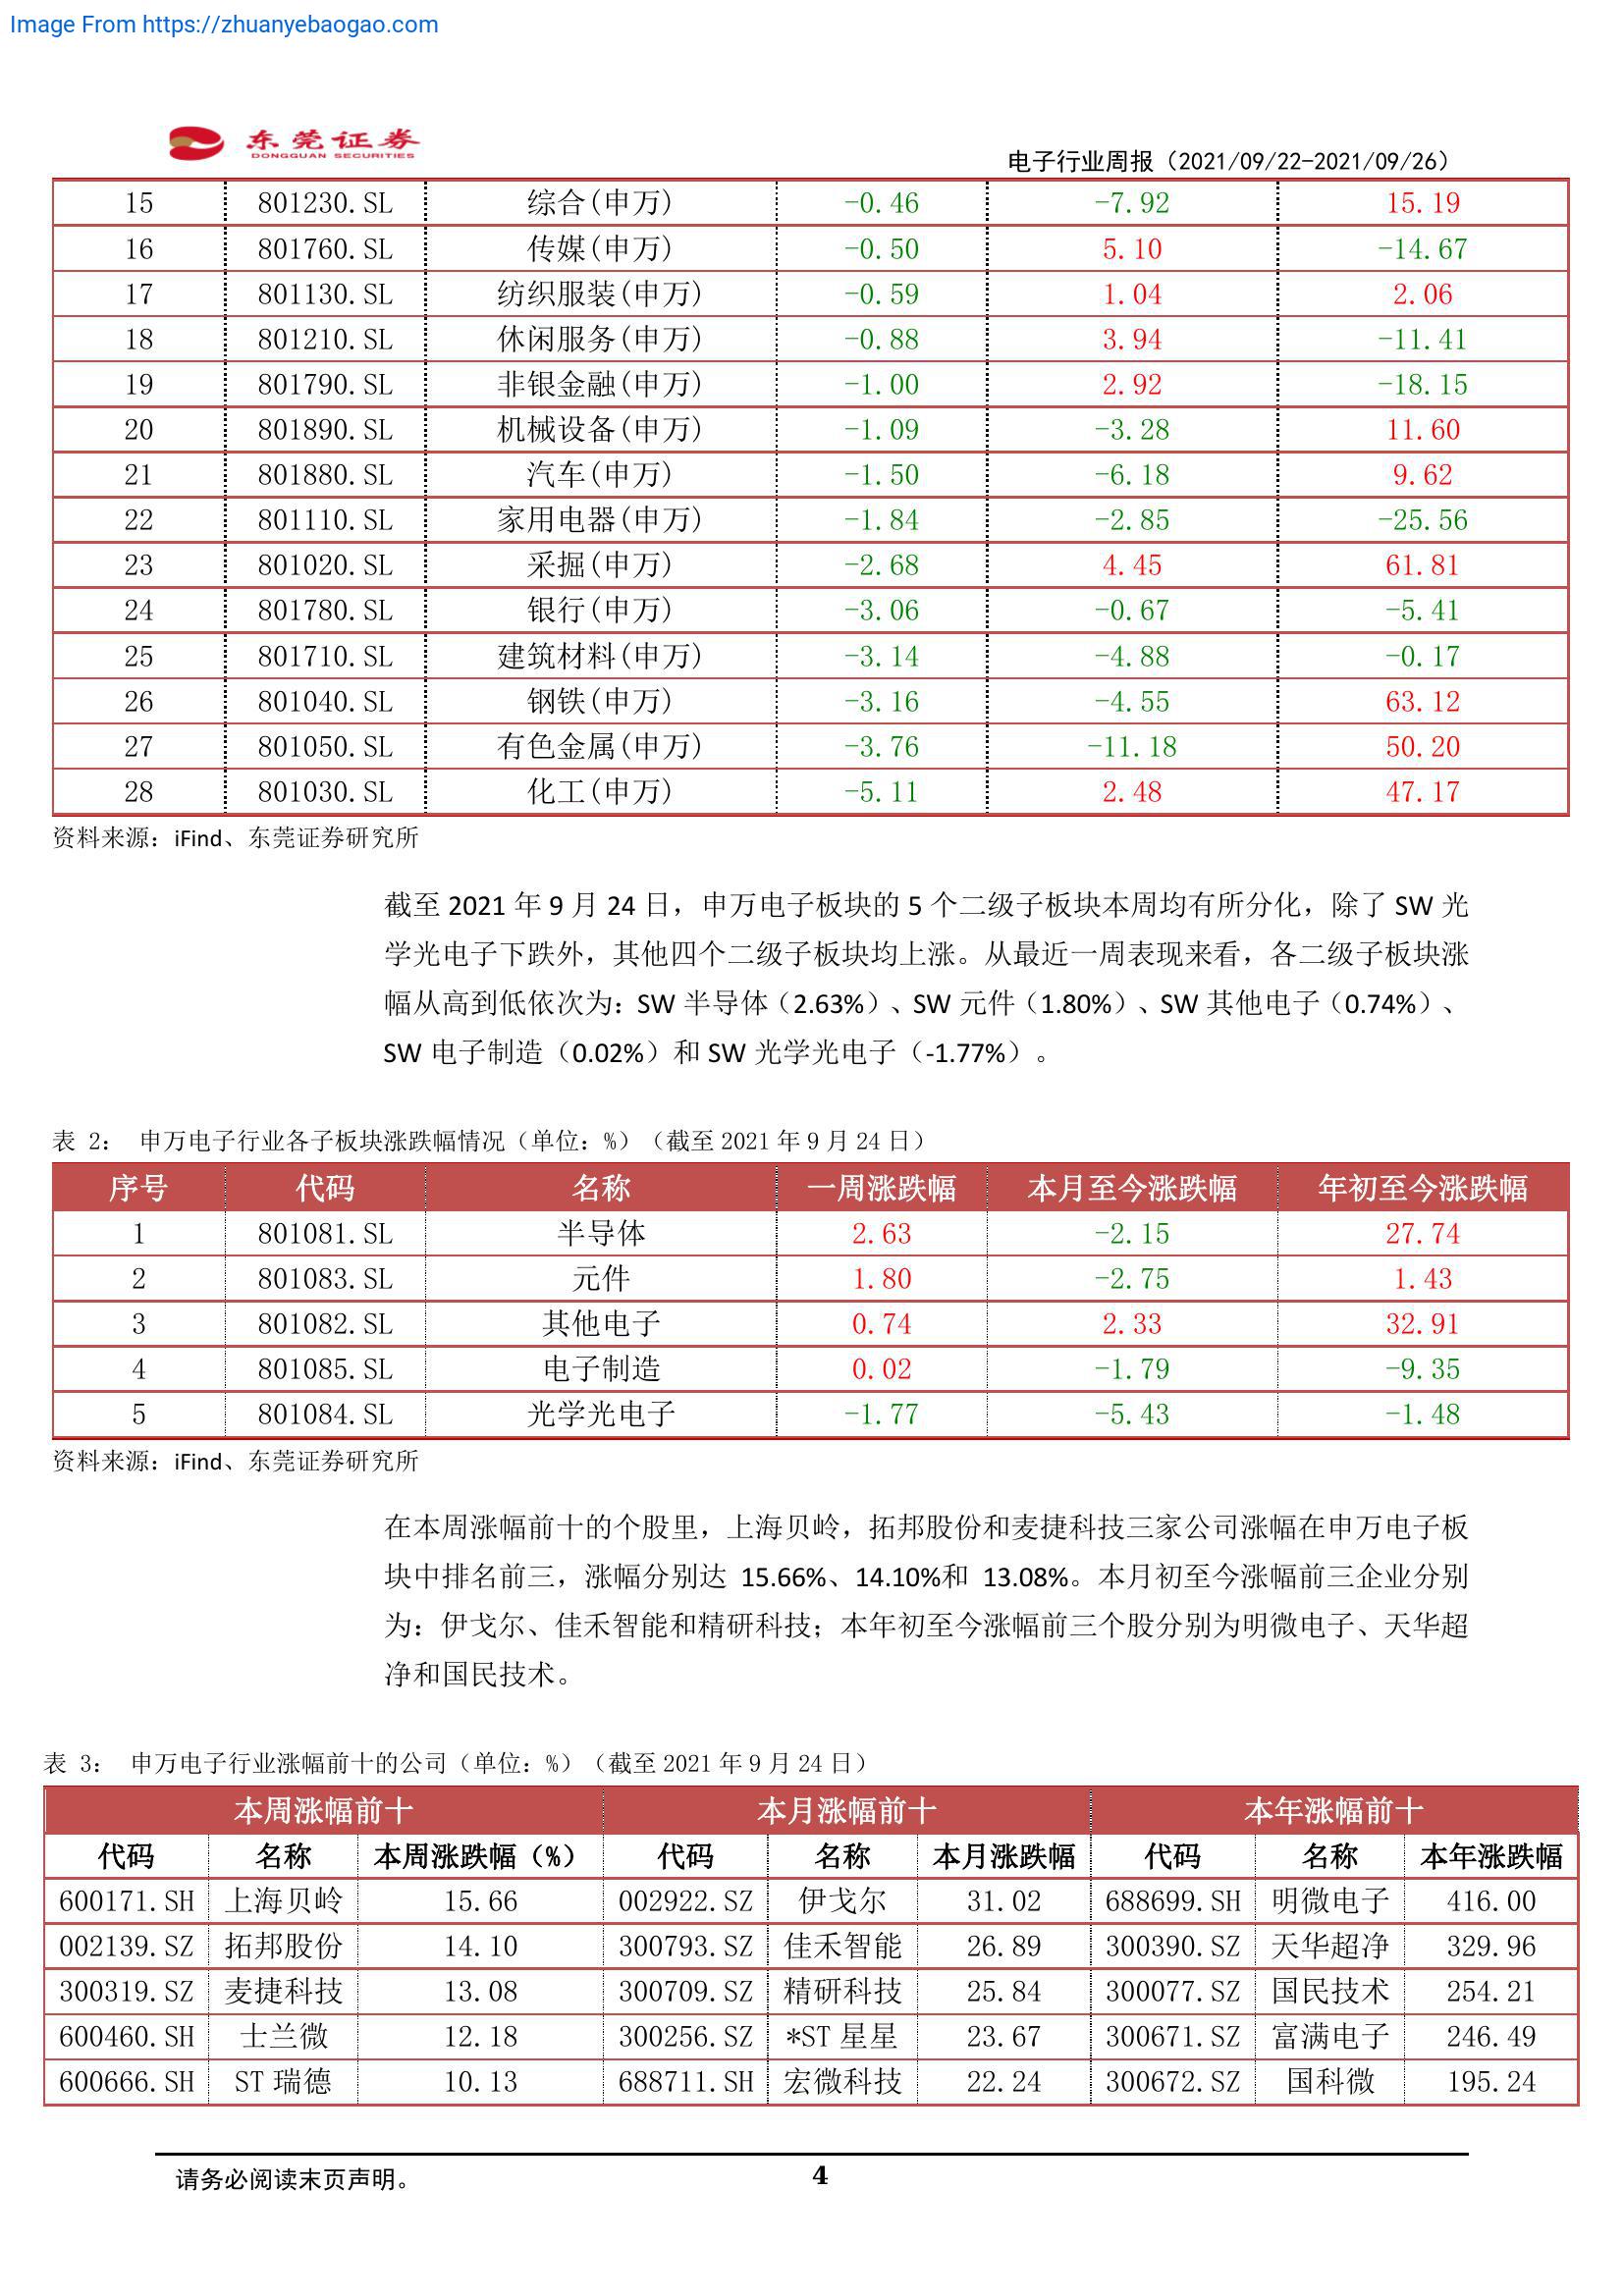 Image From https://zhuanyebaogao.com
东莞证券
DONGGUAN SECURITIES
电子行业周报（2021/09/22-2021/09/26）
15 801230.SL 综合(申万) -0.46 -7.92 15.19
16 801760.SL 传媒(申万) -0.50 5.10 -14.67
17 801130.SL 纺织服装(申万) -0.59 1.04 2.06
18 801210.SL 休闲服务(申万) -0.88 3.94 -11.41
19 801790.SL 非银金融(申万) -1.00 2.92 -18.15
20 801890.SL 机械设备(申万) -1.09 -3.28 11.60
21 801880.SL 汽车(申万) -1.50 -6.18 9.62
22 801110.SL 家用电器(申万) -1.84 -2.85 -25.56
23 801020.SL 采掘(申万) -2.68 4.45 61.81
24 801780.SL 银行(申万) -3.06 -0.67 -5.41
25 801710.SL 建筑材料(申万) -3.14 -4.88 -0.17
26 801040.SL 钢铁(申万) -3.16 -4.55 63.12
27 801050.SL 有色金属(申万) -3.76 -11.18 50.20
28 801030.SL 化工(申万) -5.11 2.48 47.17
资料来源：iFind、东莞证券研究所
截至 2021 年 9 月 24 日，申万电子板块的 5 个二级子板块本周均有所分化，除了 SW 光
学光电子下跌外，其他四个二级子板块均上涨。从最近一周表现来看，各二级子板块涨
幅从高到低依次为：SW 半导体（2.63%）、SW 元件（1.80%）、SW 其他电子（0.74%）、
SW 电子制造（0.02%）和 SW 光学光电子（-1.77%）。
表 2： 申万电子行业各子板块涨跌幅情况（单位：%）（截至 2021 年 9 月 24 日）
序号 代码 名称 一周涨跌幅 本月至今涨跌幅 年初至今涨跌幅
1 801081.SL 半导体 2.63 -2.15 27.74
2 801083.SL 元件 1.80 -2.75 1.43
3 801082.SL 其他电子 0.74 2.33 32.91
4 801085.SL 电子制造 0.02 -1.79 -9.35
5 801084.SL 光学光电子 -1.77 -5.43 -1.48
资料来源：iFind、东莞证券研究所
在本周涨幅前十的个股里，上海贝岭，拓邦股份和麦捷科技三家公司涨幅在申万电子板
块中排名前三，涨幅分别达 15.66%、14.10%和 13.08%。本月初至今涨幅前三企业分别
为：伊戈尔、佳禾智能和精研科技；本年初至今涨幅前三个股分别为明微电子、天华超
净和国民技术。
表 3： 申万电子行业涨幅前十的公司（单位：%）（截至 2021 年 9 月 24 日）
本周涨幅前十 本月涨幅前十 本年涨幅前十
代码 名称 本周涨跌幅（%） 代码 名称 本月涨跌幅 代码 名称 本年涨跌幅
600171.SH 上海贝岭 15.66 002922.SZ 伊戈尔 31.02 688699.SH 明微电子 416.00
002139.SZ 拓邦股份 14.10 300793.SZ 佳禾智能 26.89 300390.SZ 天华超净 329.96
300319.SZ 麦捷科技 13.08 300709.SZ 精研科技 25.84 300077.SZ 国民技术 254.21
600460.SH 士兰微 12.18 300256.SZ *ST 星星 23.67 300671.SZ 富满电子 246.49
600666.SH ST 瑞德 10.13 688711.SH 宏微科技 22.24 300672.SZ 国科微 195.24
请务必阅读末页声明。
4